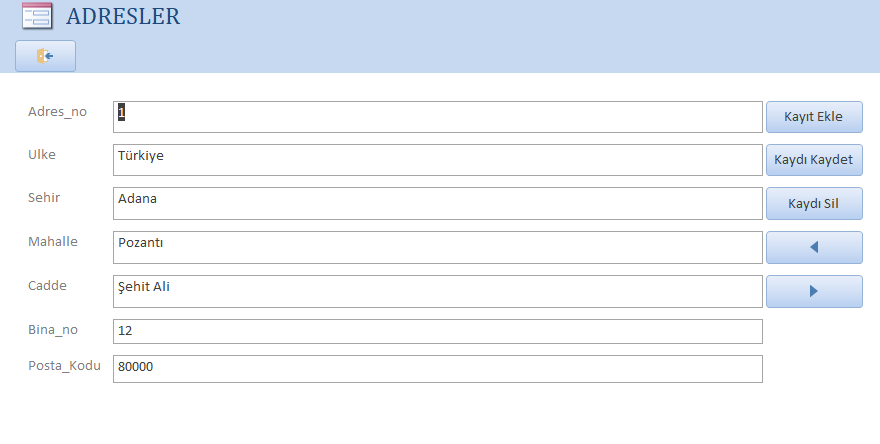 ADRESLER
Adres_no 1 Kayıt Ekle
Ulke Türkiye Kaydı Kaydet
Sehir Adana Kaydı Sil
Mahalle Pozantı
Cadde Şehit Ali
Bina_no 12
Posta_Kodu 80000